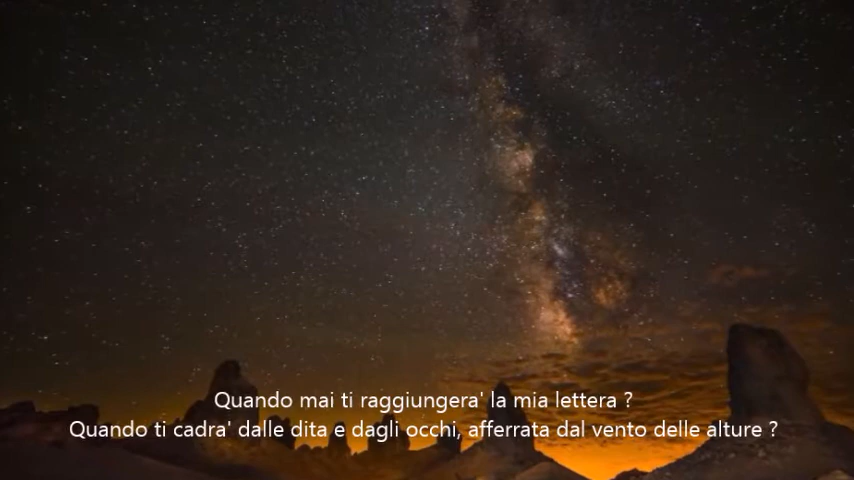 Quando mai ti raggiungera' la mia lettera ?
Quando ti cadra' dalle dita e dagli occhi, afferrata dal vento delle alture ?